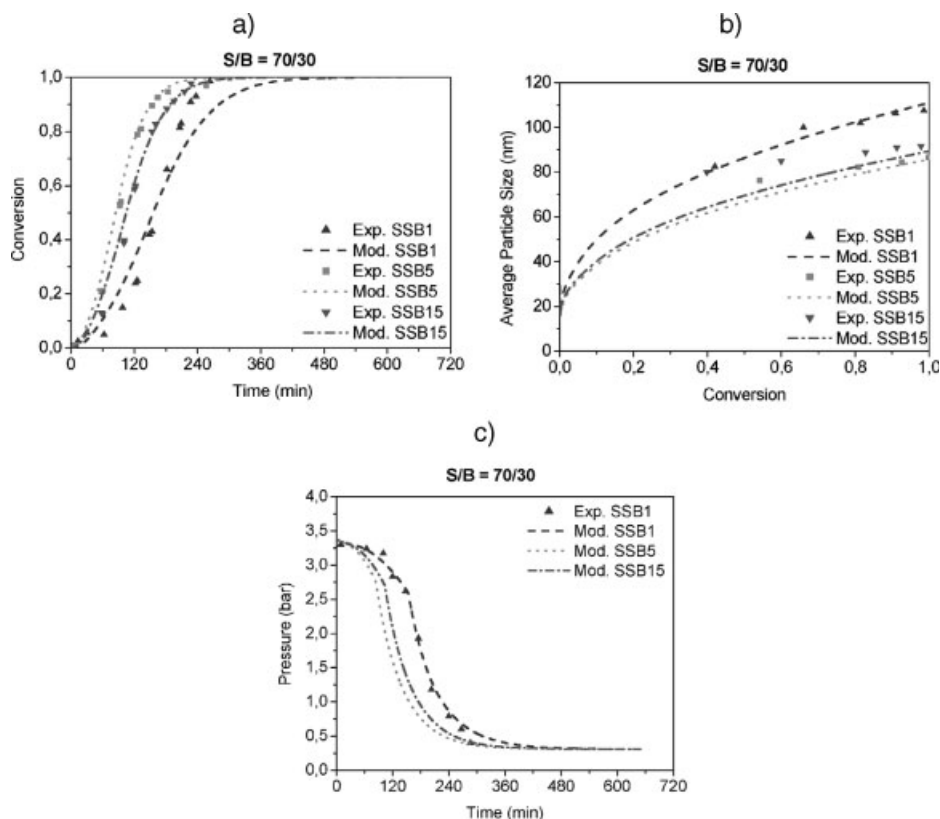 a)
S/B = 70/30
1,0
0,8
0,6
0,4
0,2
0,0
Conversion
Exp. SSB1
Mod. SSB1
Exp. SSB5
Mod. SSB5
Exp. SSB15
Mod. SSB15
0 120 240 360 480 600 720
Time (min)
b)
S/B = 70/30
120
100
80
60
40
20
0
Average Particle Size (nm)
Exp. SSB1
Mod. SSB1
Exp. SSB5
Mod. SSB5
Exp. SSB15
Mod. SSB15
0,0 0,2 0,4 0,6 0,8 1,0
Conversion
c)
S/B = 70/30
4,0
3,5
3,0
2,5
2,0
1,5
1,0
0,5
0,0
Pressure (bar)
Exp. SSB1
Mod. SSB1
Mod. SSB5
Mod. SSB15
0 120 240 360 480 600 720
Time (min)